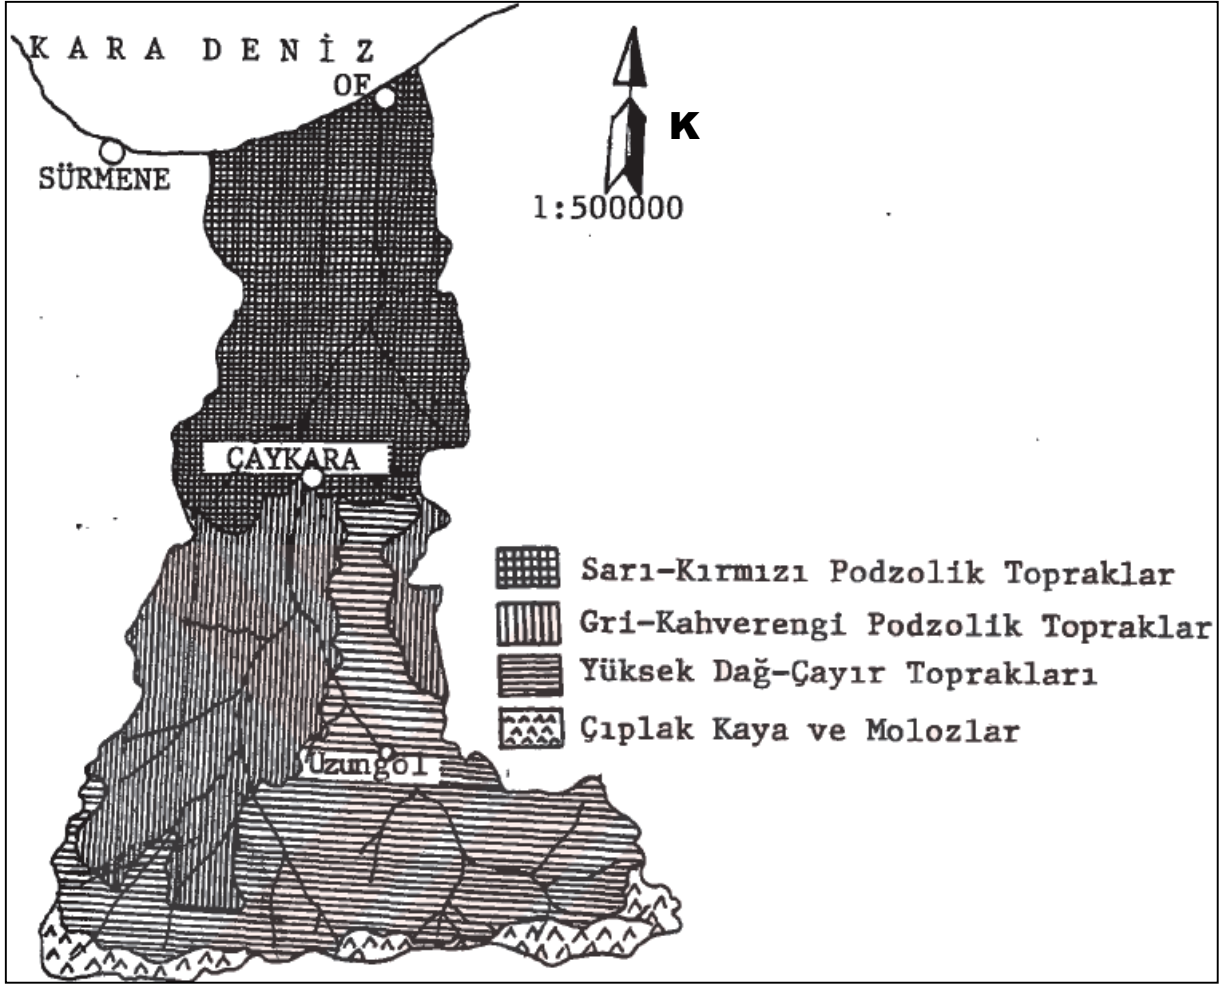 KARA DENİZ
OF
K
SÜRMENE
1:500000
ÇAYKARA
Sarı-Kırmızı Podzolik Topraklar
Gri-Kahverengi Podzolik Topraklar
Yüksek Dağ-Çayır Toprakları
Çıplak Kaya ve Molozlar
Uzungöl